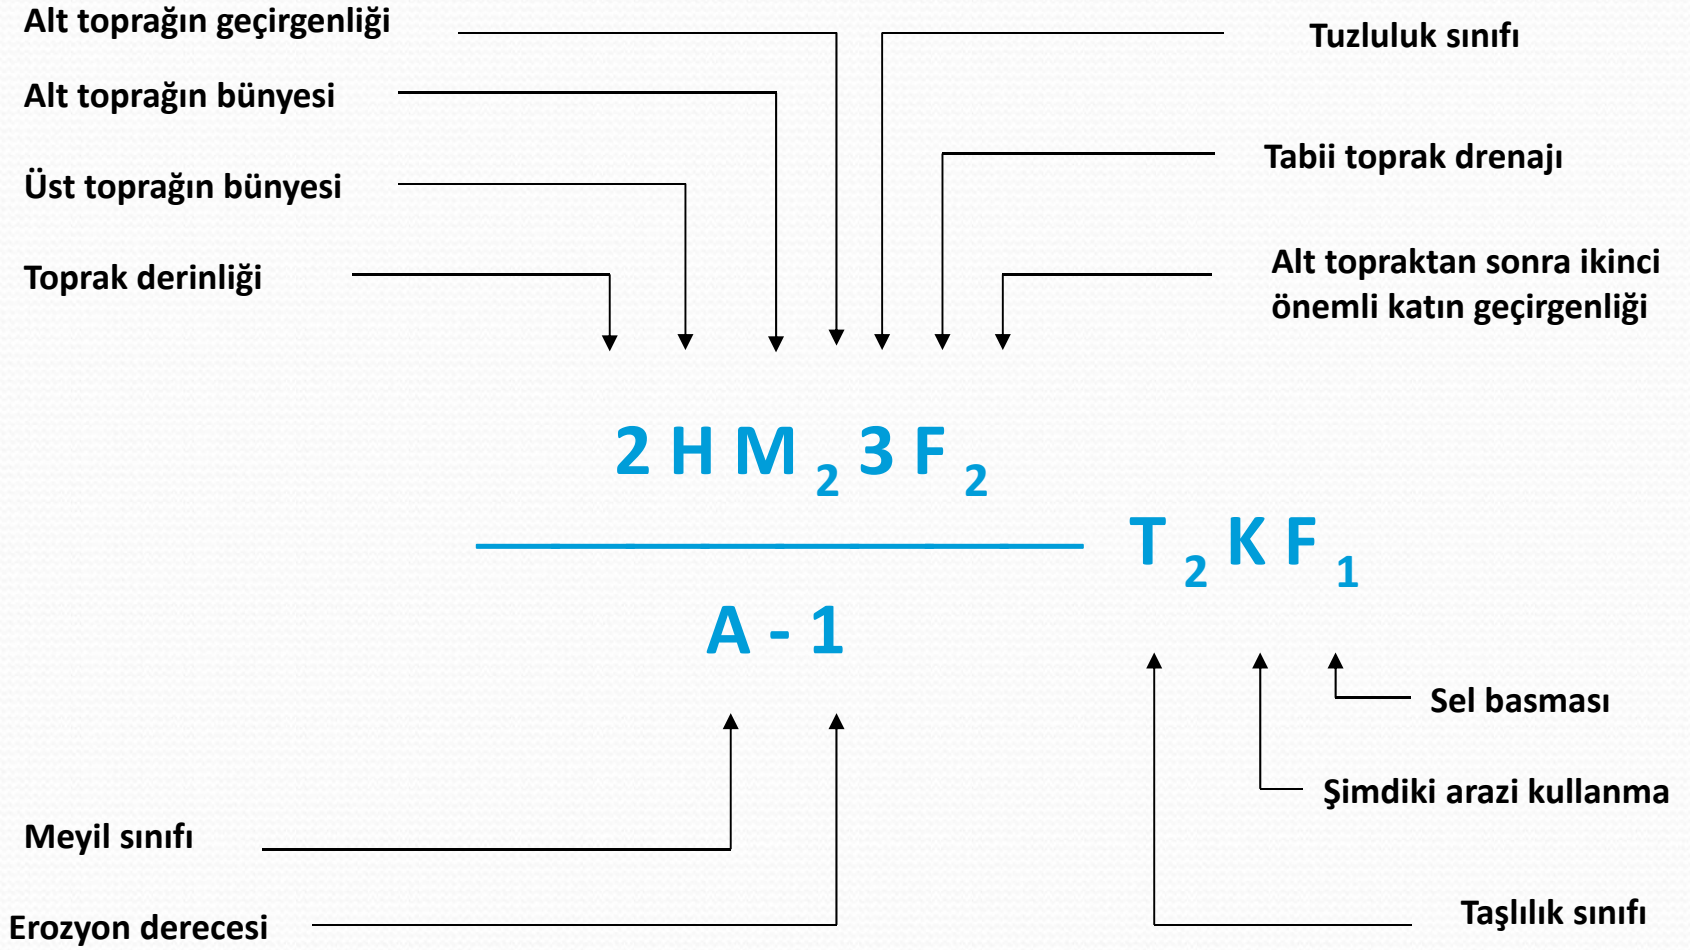 Alt toprağın geçirgenliği
Tuzluluk sınıfı
Alt toprağın bünyesi
Tabii toprak drenajı
Üst toprağın bünyesi
Toprak derinliği
Alt topraktan sonra ikinci
önemli katın geçirgenliği
2 H M 2 3 F 2
T 2 K F 1
A - 1
Sel basması
Şimdiki arazi kullanma
Meyil sınıfı
Taşlılık sınıfı
Erozyon derecesi